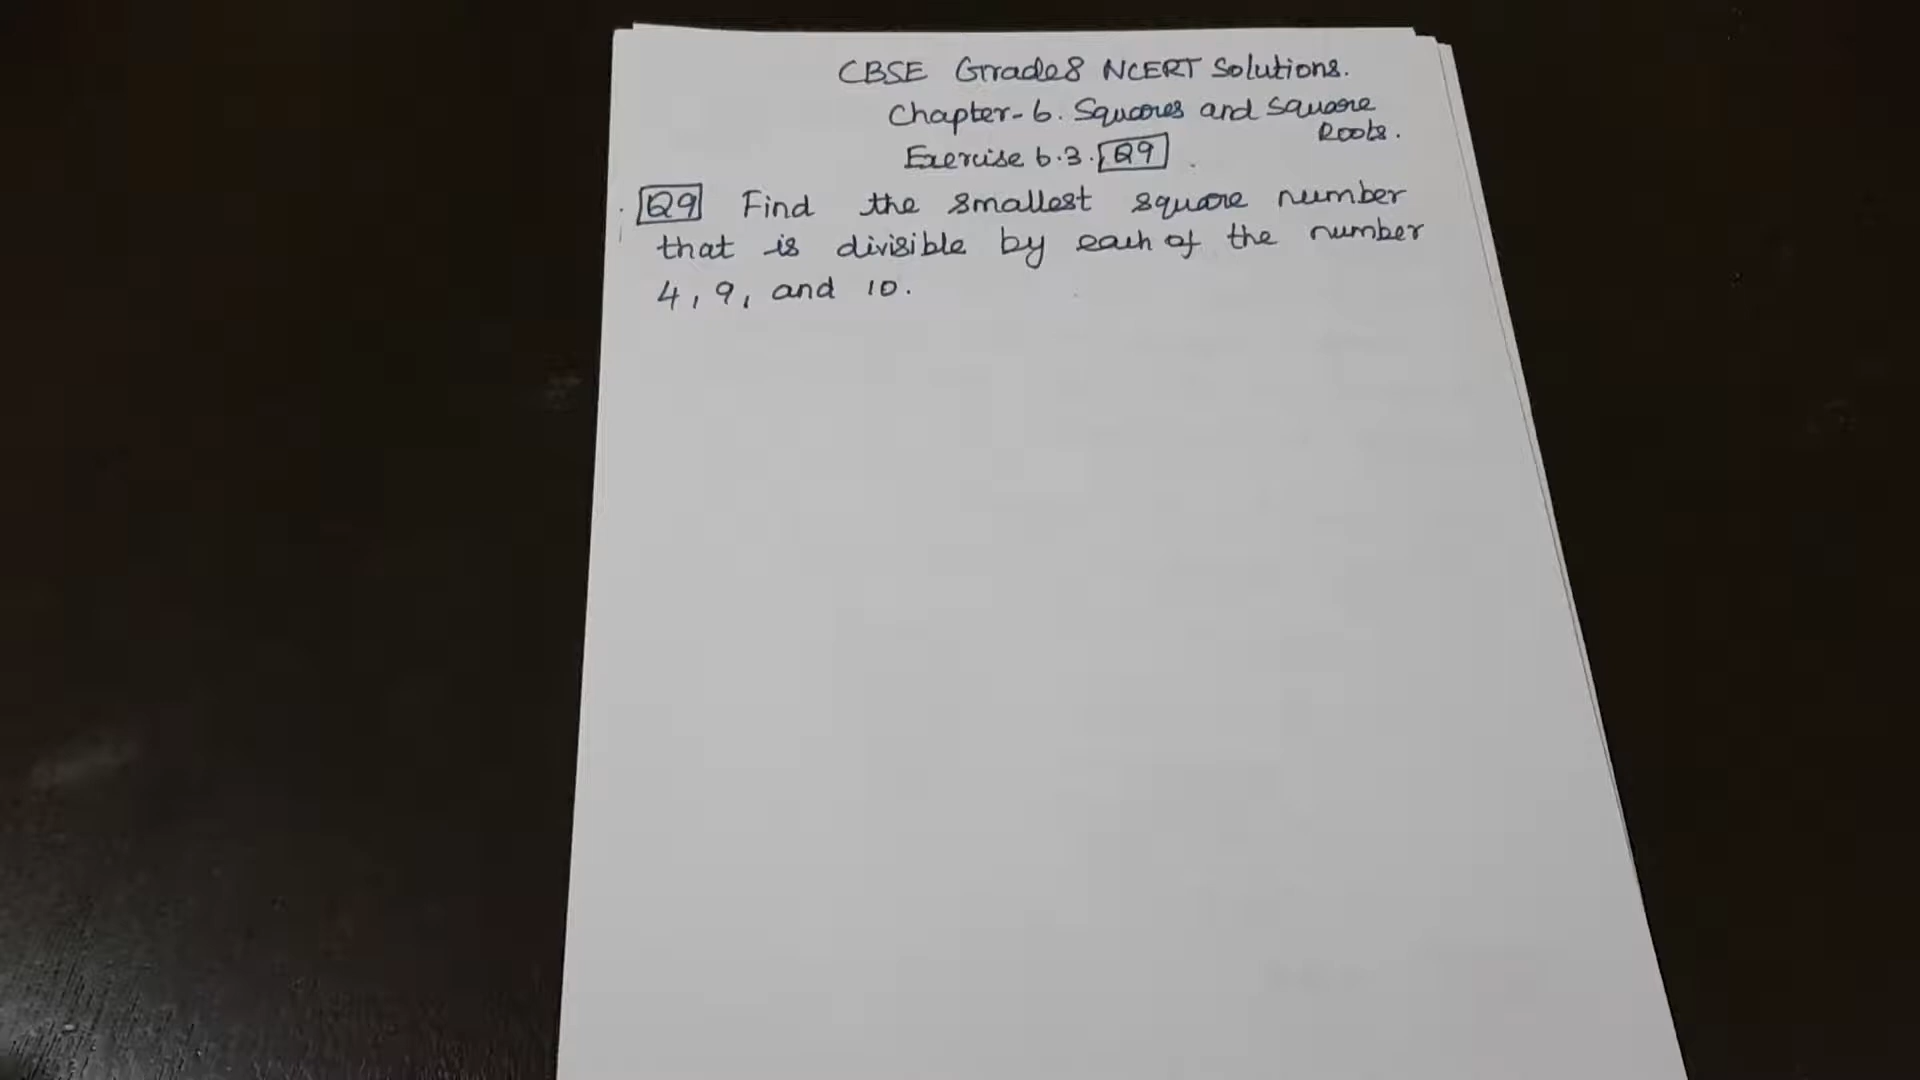 CBSE Grade8 NCERT Solutions.
Chapter-6. Squares and Square
Roots.
Exercise 6.3. Q9
Q9 Find the smallest square number
that is divisible by each of the number
4, 9, and 10.